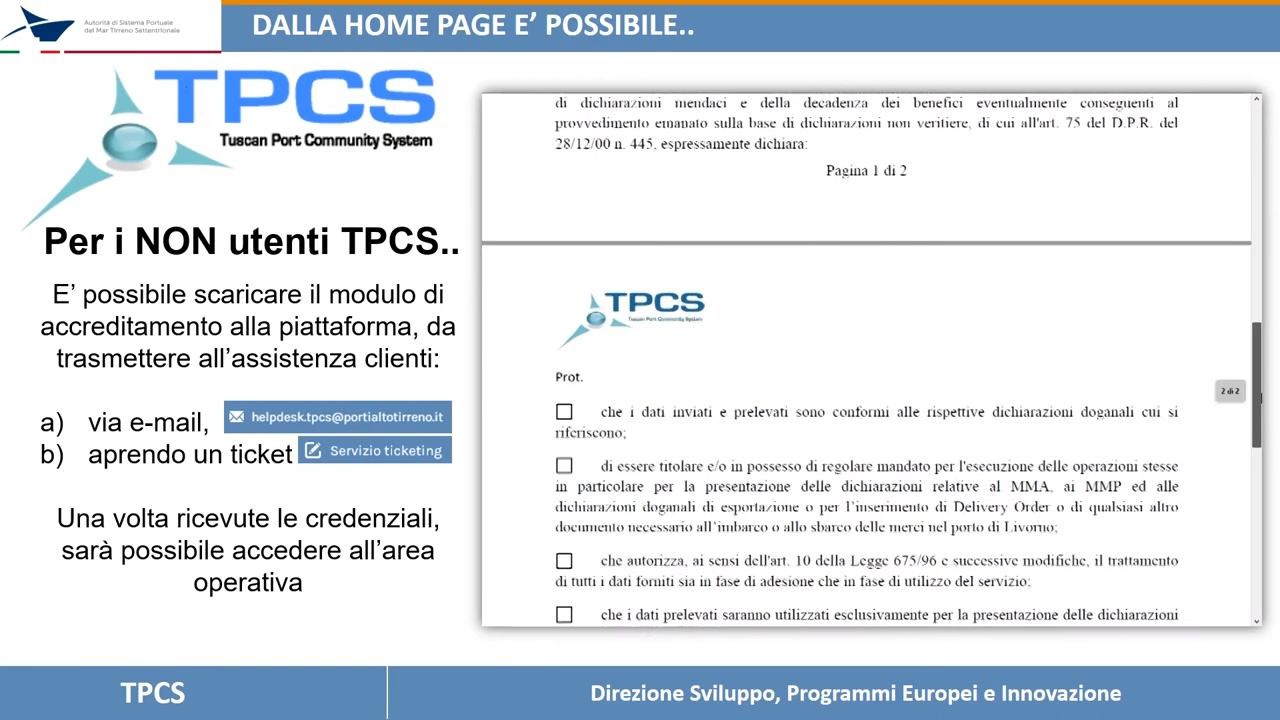 Autorità di Sistema Portuale
del Mar Tirreno Settentrionale
DALLA HOME PAGE E’ POSSIBILE..
TPCS
Tuscan Port Community System
Per i NON utenti TPCS..
E’ possibile scaricare il modulo di
accreditamento alla piattaforma, da
trasmettere all’assistenza clienti:
a) via e-mail, helpdesk.tpcs@portialtotirreno.it
b) aprendo un ticket Servizio ticketing
Una volta ricevute le credenziali,
sarà possibile accedere all’area
operativa
di dichiarazioni mendaci e della decadenza dei benefici eventualmente conseguenti al
provvedimento emanato sulla base di dichiarazioni non veritiere, di cui all'art. 75 del D.P.R. del
28/12/00 n. 445, espressamente dichiara:
Pagina 1 di 2
TPCS
Tuscan Port Community System
2 di 2
Prot.
che i dati inviati e prelevati sono conformi alle rispettive dichiarazioni doganali cui si
riferiscono;
di essere titolare e/o in possesso di regolare mandato per l'esecuzione delle operazioni stesse
in particolare per la presentazione delle dichiarazioni relative al MMA, ai MMP ed alle
dichiarazioni doganali di esportazione o per l’inserimento di Delivery Order o di qualsiasi altro
documento necessario all’imbarco o allo sbarco delle merci nel porto di Livorno;
che autorizza, ai sensi dell'art. 10 della Legge 675/96 e successive modifiche, il trattamento
di tutti i dati forniti sia in fase di adesione che in fase di utilizzo del servizio;
che i dati prelevati saranno utilizzati esclusivamente per la presentazione delle dichiarazioni
TPCS
Direzione Sviluppo, Programmi Europei e Innovazione